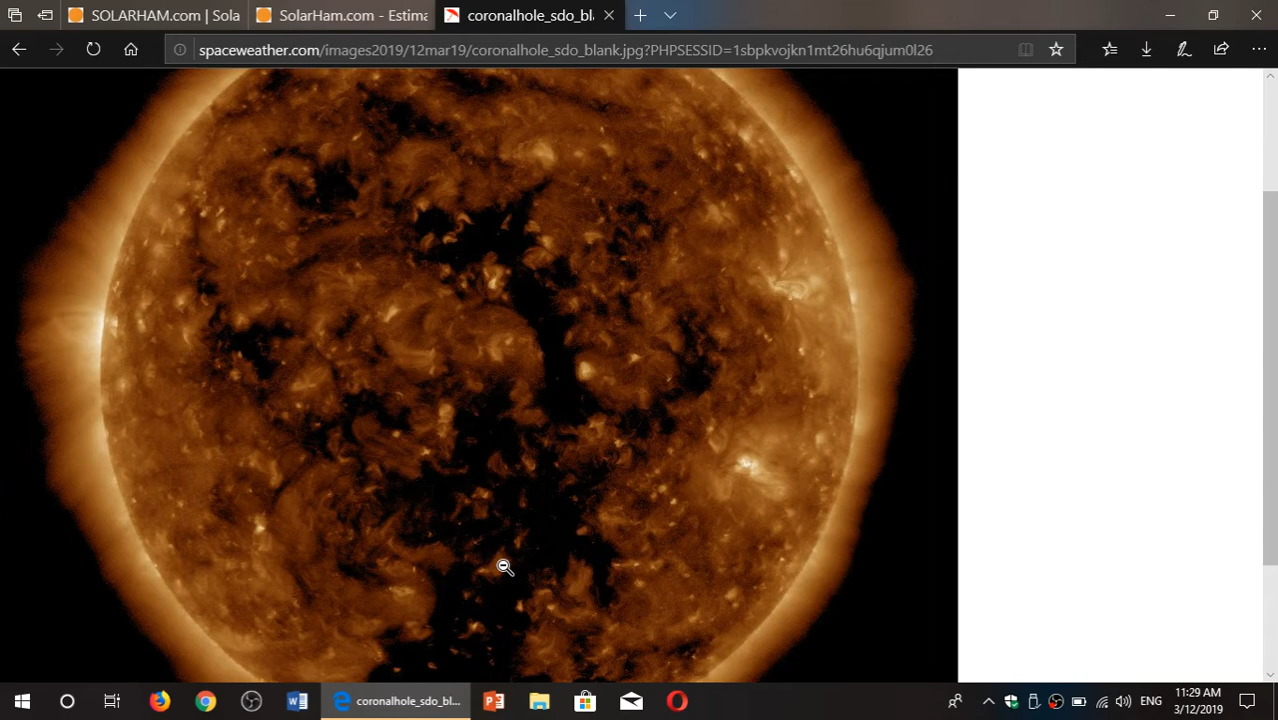 SOLARHAM.com | Sola
SolarHam.com - Estima
coronalhole_sdo_bla
spaceweather.com/images2019/12mar19/coronalhole_sdo_blank.jpg?PHPSESSID=1sbpkvojkn1mt26hu6qjum0l26
coronalhole_sdo_bl...
ENG
11:29 AM
3/12/2019